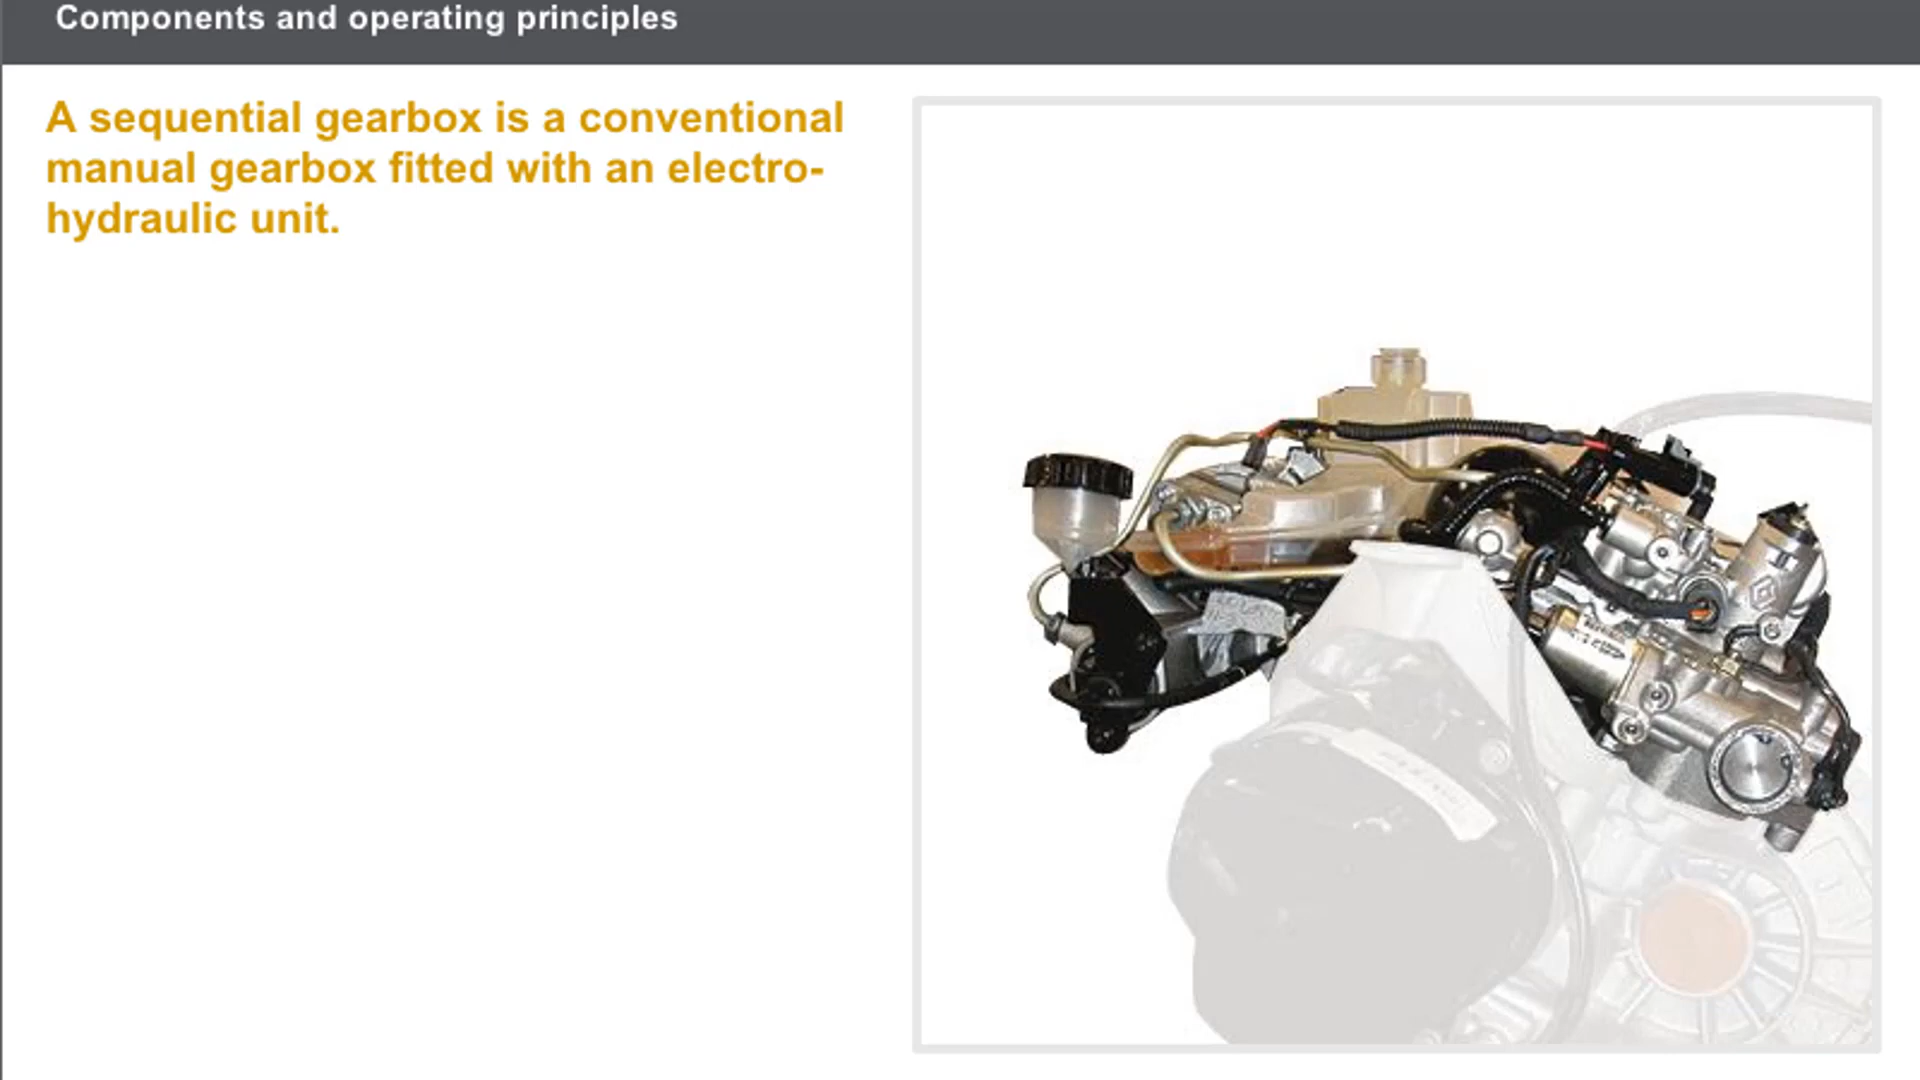 Components and operating principles
A sequential gearbox is a conventional
manual gearbox fitted with an electro-
hydraulic unit.